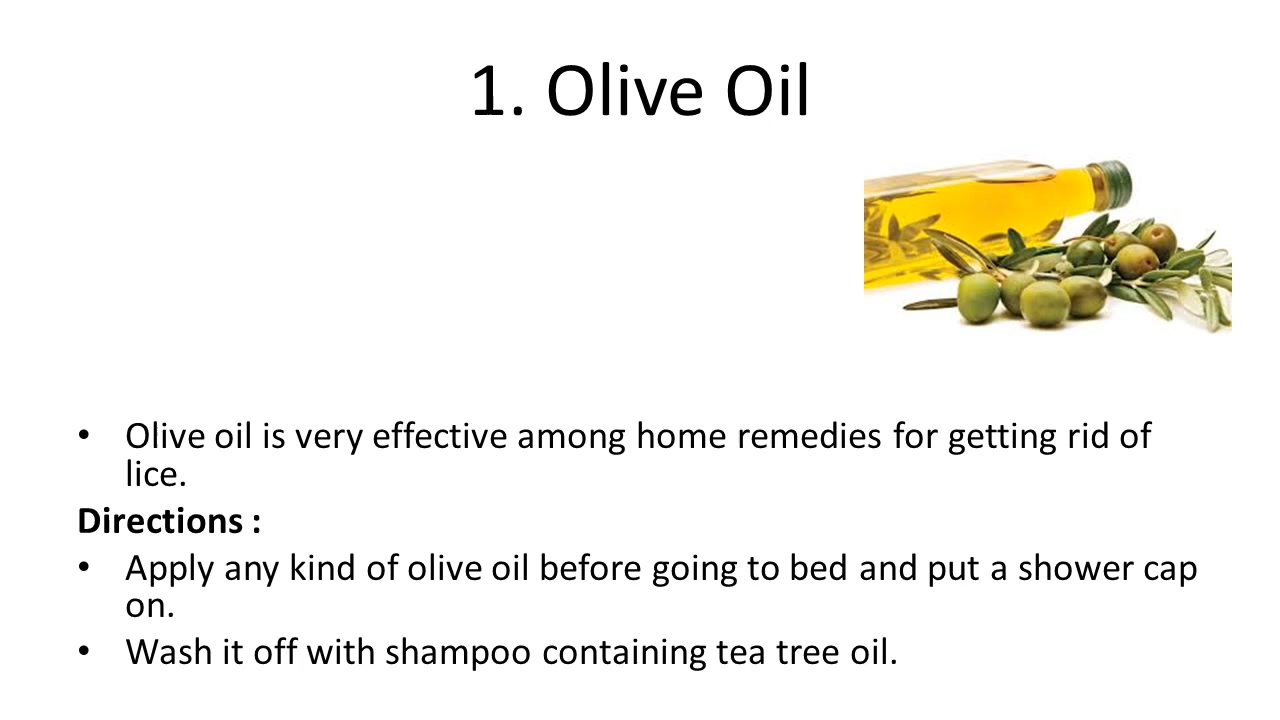 1. Olive Oil
• Olive oil is very effective among home remedies for getting rid of
lice.
Directions :
• Apply any kind of olive oil before going to bed and put a shower cap
on.
• Wash it off with shampoo containing tea tree oil.